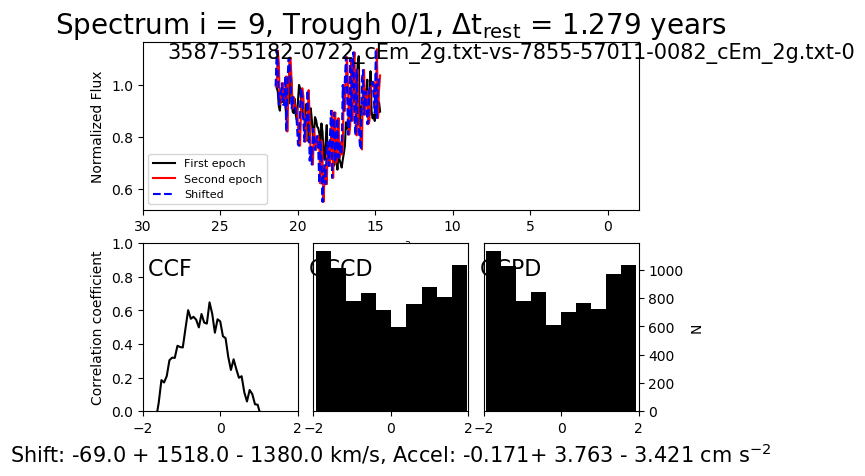 Spectrum i = 9, Trough 0/1, Δt_rest = 1.279 years
3587-55182-0722_cEm_2g.txt-vs-7855-57011-0082_cEm_2g.txt-0
Normalized Flux
1.0
0.8
0.6
First epoch
Second epoch
Shifted
30 25 20 15 10 5 0
Correlation coefficient
1.0
0.8
0.6
0.4
0.2
0.0
CCF
CCCD
CCPD
1000
800
600
400
200
0
N
−2 0 2
−2 0 2
−2 0 2
Shift: -69.0 + 1518.0 - 1380.0 km/s, Accel: -0.171+ 3.763 - 3.421 cm s⁻²